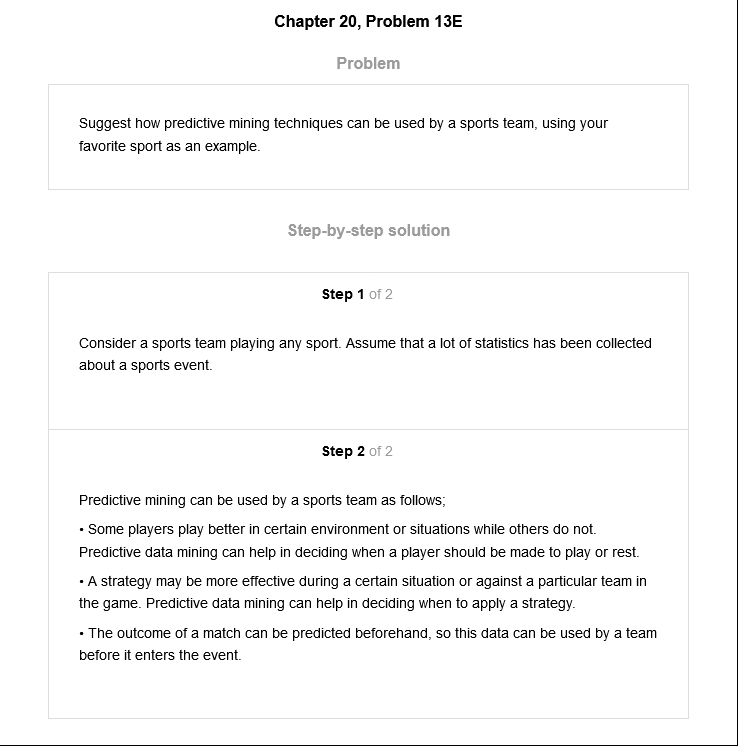 Chapter 20, Problem 13E
Problem
Suggest how predictive mining techniques can be used by a sports team, using your
favorite sport as an example.
Step-by-step solution
Step 1 of 2
Consider a sports team playing any sport. Assume that a lot of statistics has been collected
about a sports event.
Step 2 of 2
Predictive mining can be used by a sports team as follows;
• Some players play better in certain environment or situations while others do not.
Predictive data mining can help in deciding when a player should be made to play or rest.
• A strategy may be more effective during a certain situation or against a particular team in
the game. Predictive data mining can help in deciding when to apply a strategy.
• The outcome of a match can be predicted beforehand, so this data can be used by a team
before it enters the event.